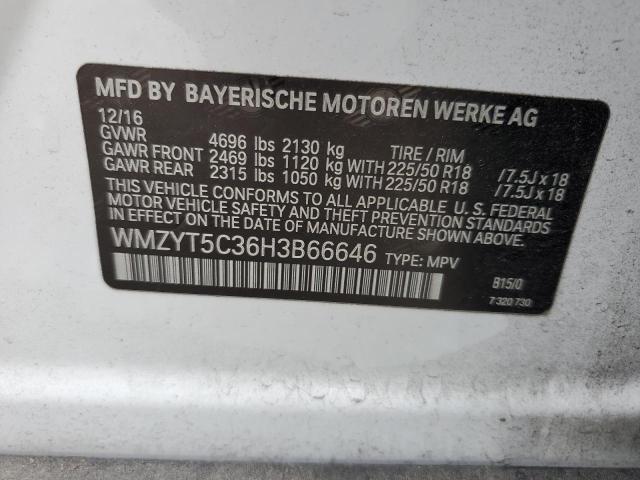 MFD BY BAYERISCHE MOTOREN WERKE AG
12/16
GVWR 4696 lbs 2130 kg TIRE / RIM
GAWR FRONT 2469 lbs 1120 kg WITH 225/50 R18 /7.5J x 18
GAWR REAR 2315 lbs 1050 kg WITH 225/50 R18 /7.5J x 18
THIS VEHICLE CONFORMS TO ALL APPLICABLE U. S. FEDERAL
MOTOR VEHICLE SAFETY AND THEFT PREVENTION STANDARDS
IN EFFECT ON THE DATE OF MANUFACTURE SHOWN ABOVE.
WMZYT5C36H3B66646 TYPE: MPV
B15/0
7 320 730